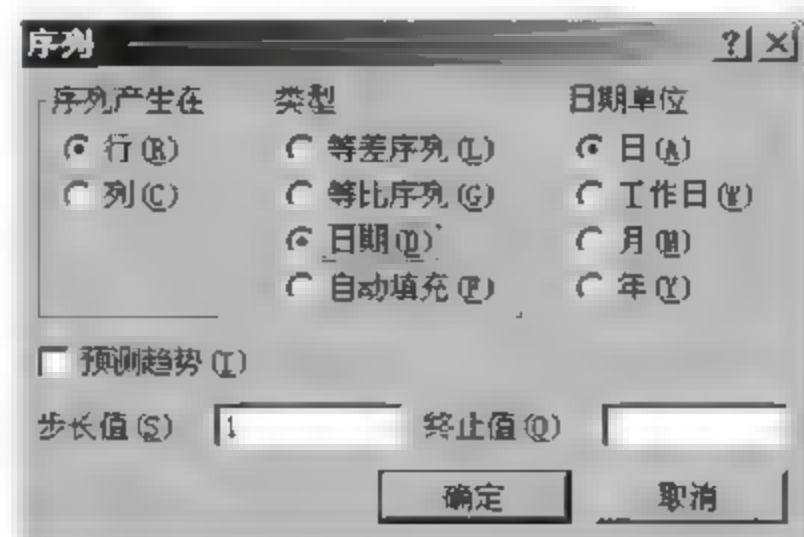 序列
序列产生在 类型 日期单位
行(R) 等差序列(L) 日(A)
列(C) 等比序列(G) 工作日(W)
日期(D) 月(M)
自动填充(F) 年(Y)
预测趋势(T)
步长值(S) 1 终止值(O)
确定 取消